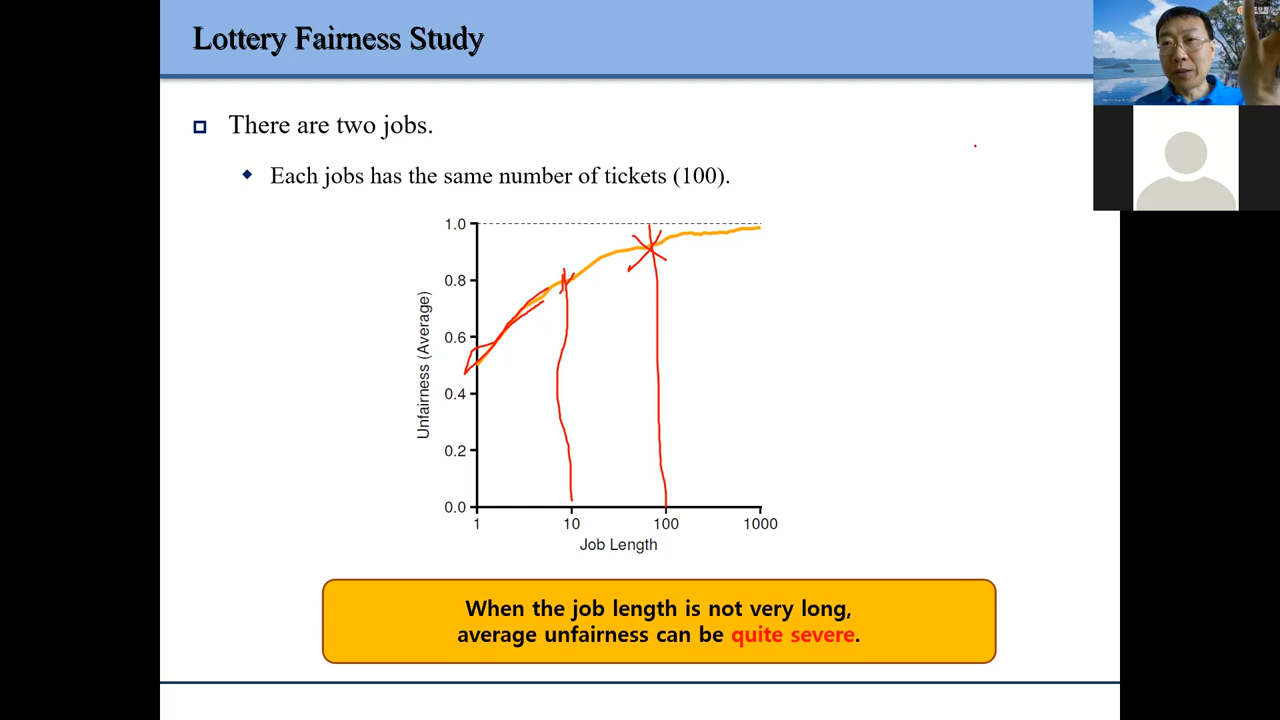 Lottery Fairness Study
There are two jobs.
Each jobs has the same number of tickets (100).
1.0
0.8
0.6
0.4
0.2
0.0
Unfairness (Average)
1 10 100 1000
Job Length
When the job length is not very long,
average unfairness can be quite severe.